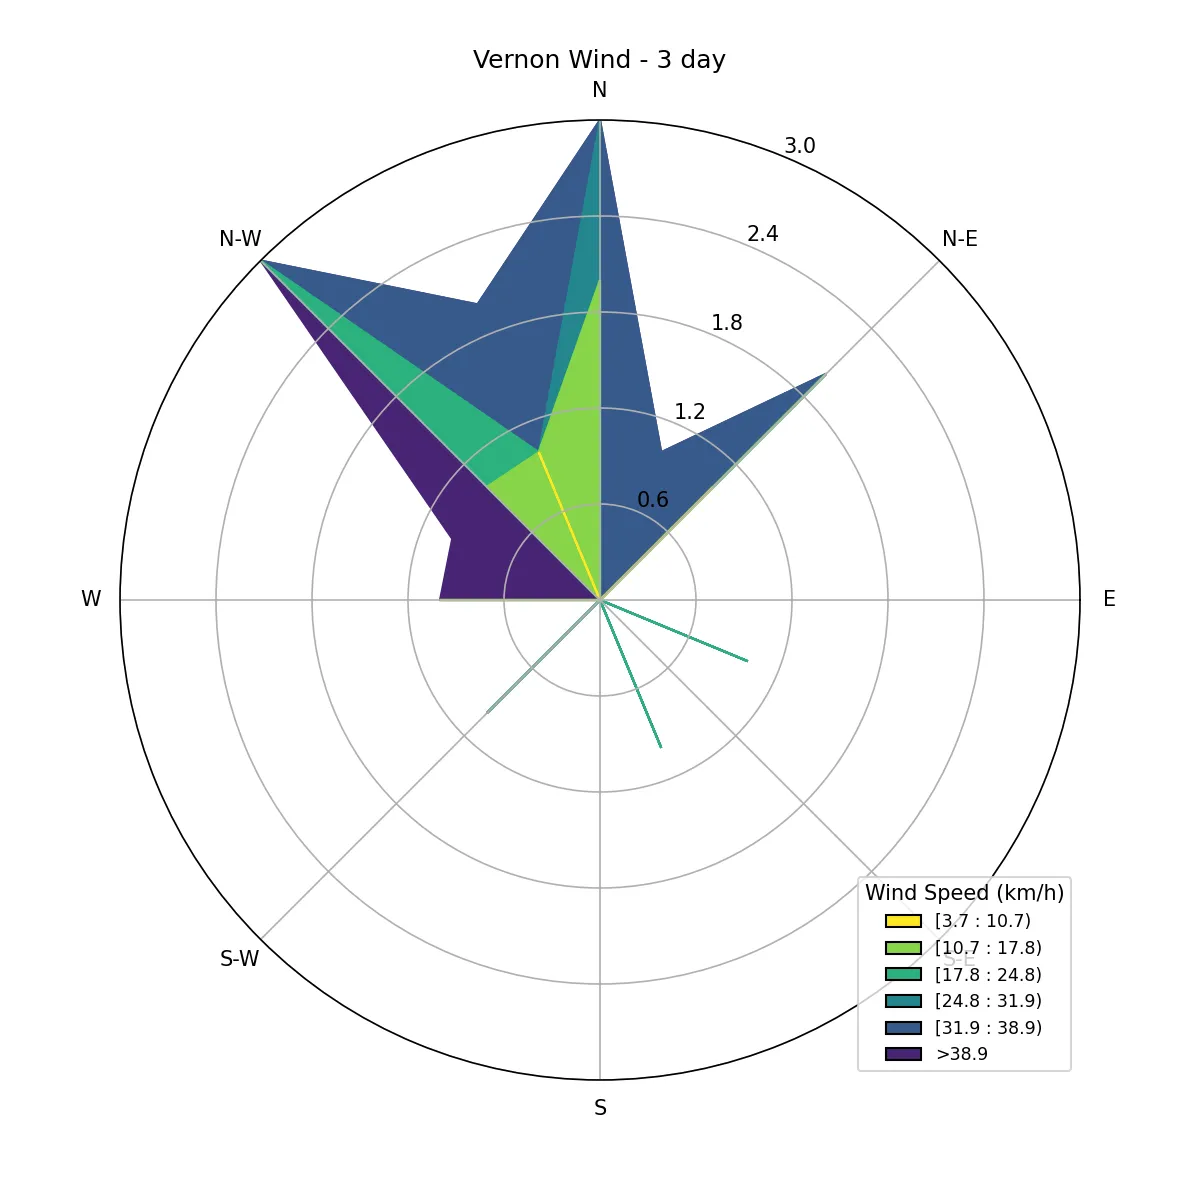 Vernon Wind - 3 day
N
3.0
N-W
2.4
N-E
1.8
1.2
0.6
W
E
Wind Speed (km/h)
[3.7 : 10.7)
[10.7 : 17.8)
S-W
S-E
[17.8 : 24.8)
[24.8 : 31.9)
[31.9 : 38.9)
>38.9
S